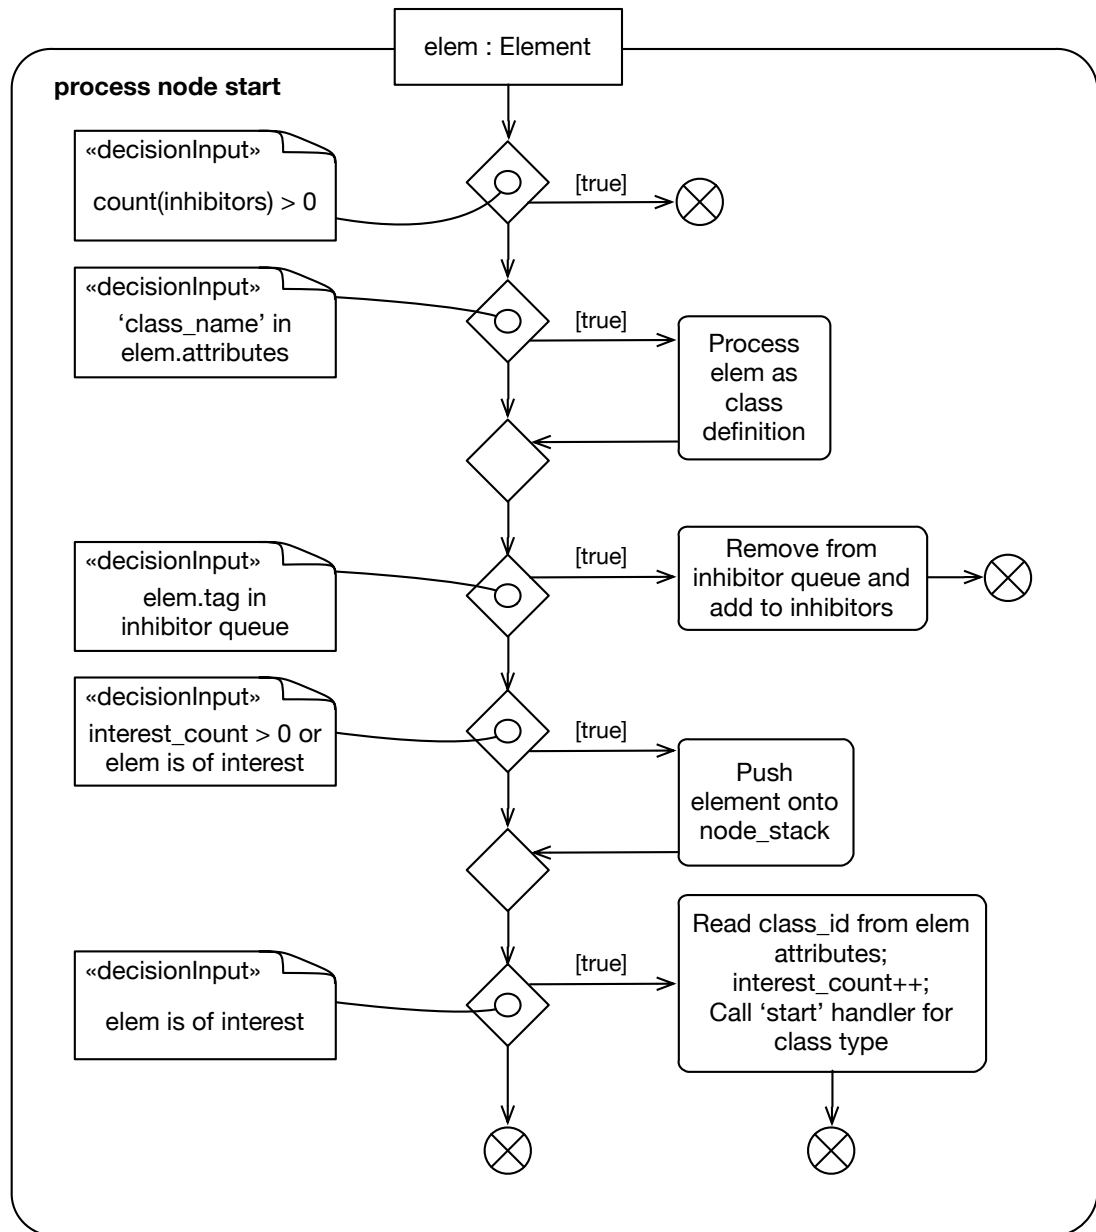 elem : Element
process node start
«decisionInput»
count(inhibitors) > 0
[true]
«decisionInput»
‘class_name’ in
elem.attributes
[true]
Process
elem as
class
definition
«decisionInput»
elem.tag in
inhibitor queue
[true]
Remove from
inhibitor queue and
add to inhibitors
«decisionInput»
interest_count > 0 or
elem is of interest
[true]
Push
element onto
node_stack
«decisionInput»
elem is of interest
[true]
Read class_id from elem
attributes;
interest_count++;
Call ‘start’ handler for
class type